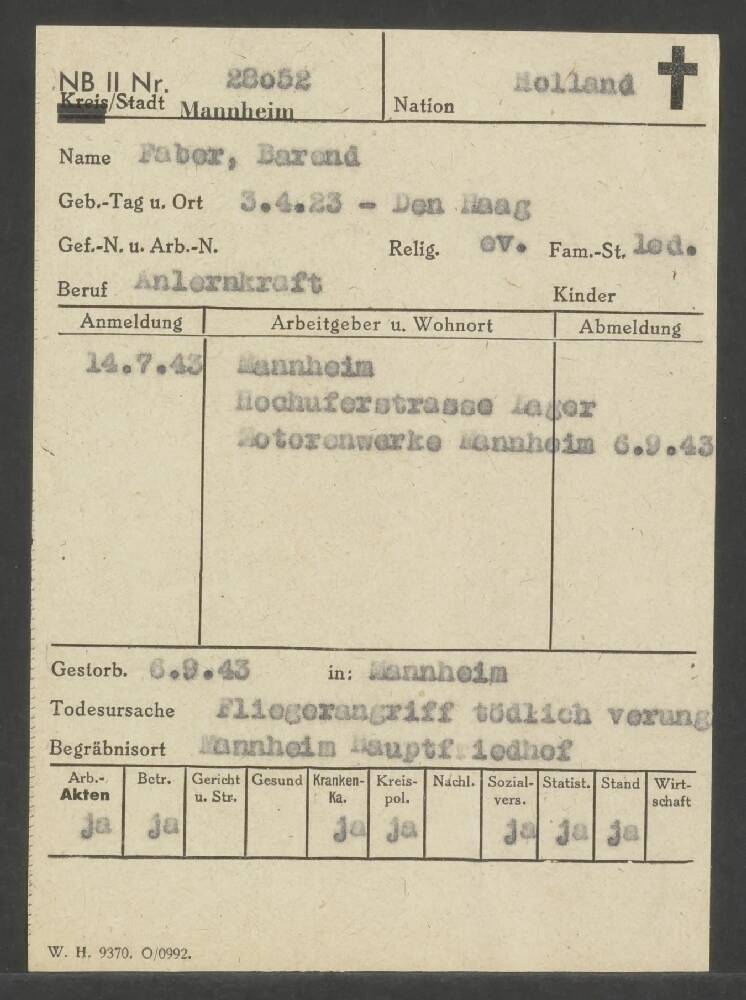 NB II Nr. 28052 Holland
Kreis/Stadt Mannheim Nation
Name Faber, Barend
Geb.-Tag u. Ort 3.4.23 - Den Haag
Gef.-N. u. Arb.-N. Relig. ev. Fam.-St. led.
Beruf Anlernkraft Kinder
Anmeldung Arbeitgeber u. Wohnort Abmeldung
14.7.43 Mannheim
Hochuferstrasse Lager
Motorenwerke Mannheim 6.9.43
Gestorb. 6.9.43 in: Mannheim
Todesursache Fliegerangriff tödlich verung
Begräbnisort Mannheim Hauptfriedhof
Arb.- Betr. Gericht Gesund Kranken- Kreis- Nachl. Sozial- Statist. Stand Wirt-
Akten u. Str. Ka. pol. vers. schaft
ja ja ja ja ja ja ja
W. H. 9370. O/0992.